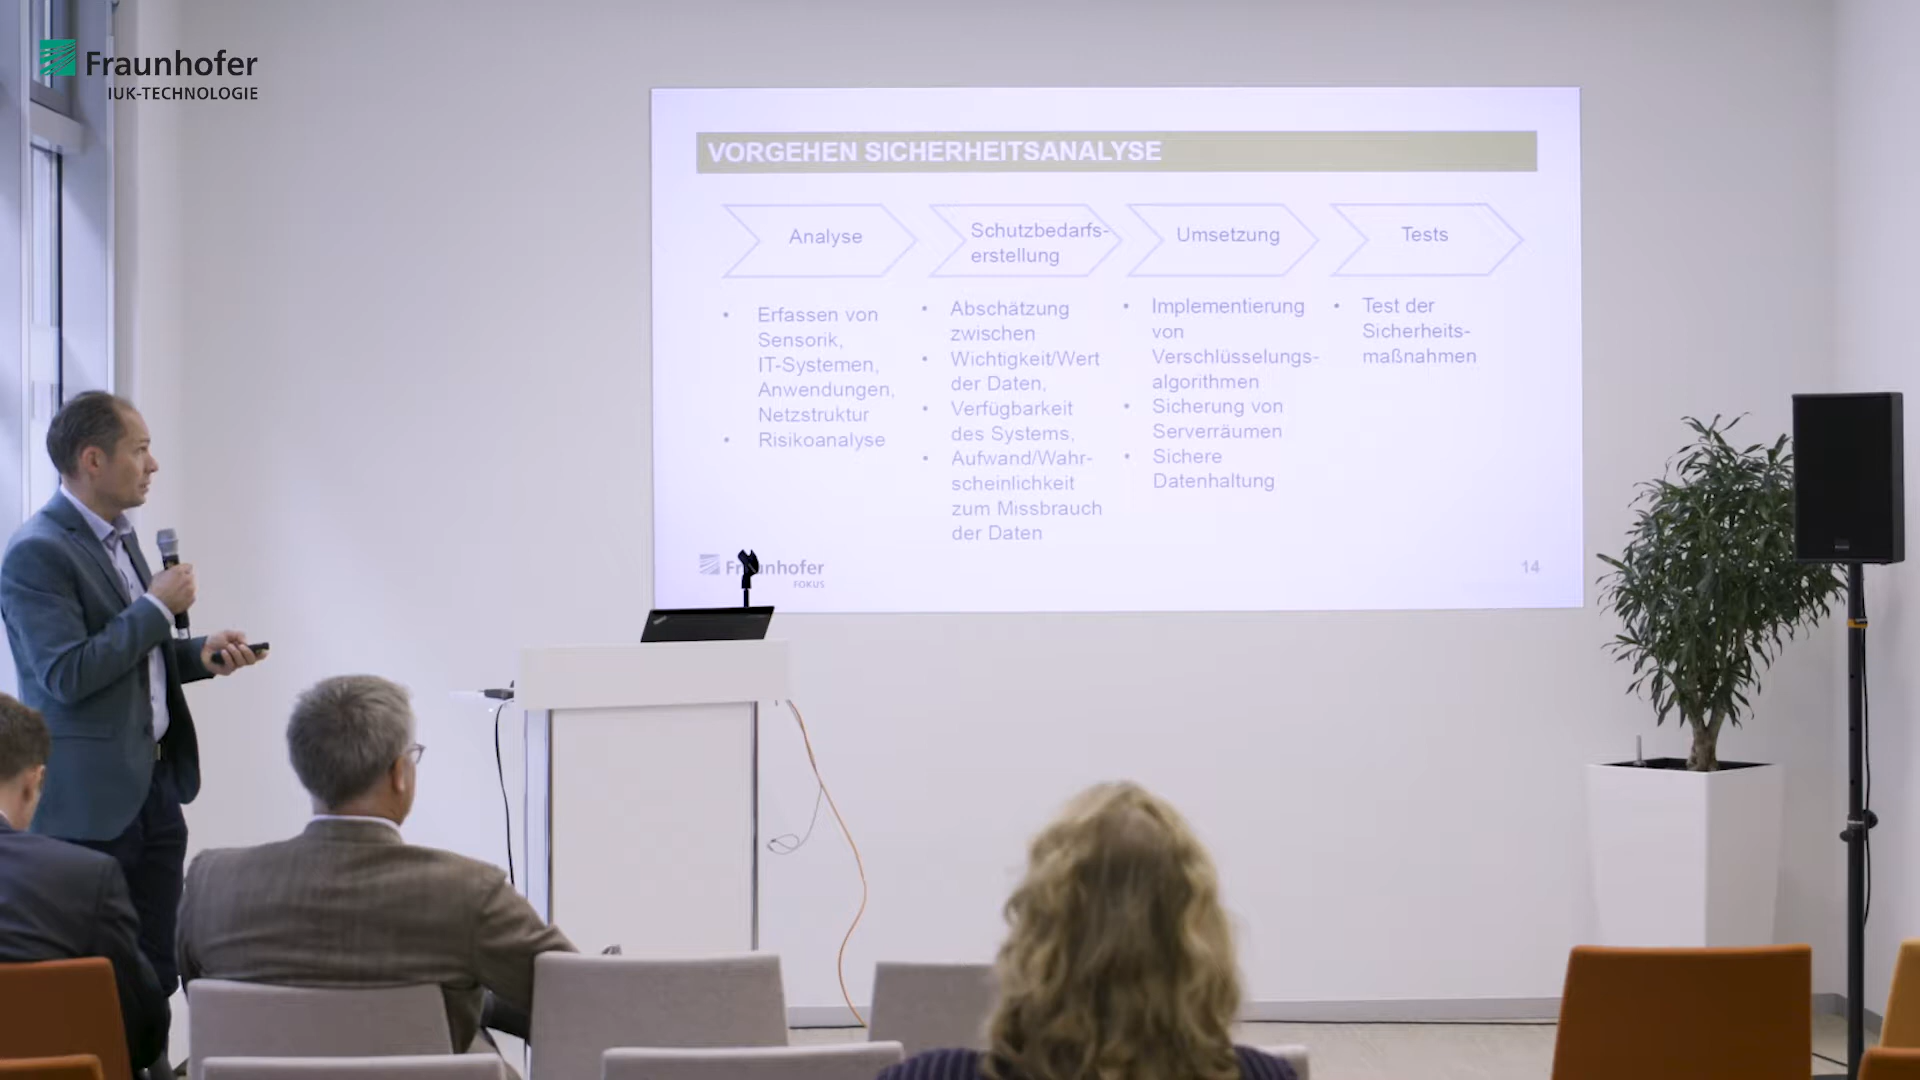 Fraunhofer
IUK-TECHNOLOGIE
VORGEHEN SICHERHEITSANALYSE
Analyse
• Erfassen von
Sensorik,
IT-Systemen,
Anwendungen,
Netzstruktur
• Risikoanalyse
Schutzbedarfs-
erstellung
• Abschätzung
zwischen
• Wichtigkeit/Wert
der Daten,
• Verfügbarkeit
des Systems,
• Aufwand/Wahr-
scheinlichkeit
zum Missbrauch
der Daten
Umsetzung
• Implementierung
von
Verschlüsselungs-
algorithmen
• Sicherung von
Serverräumen
• Sichere
Datenhaltung
Tests
• Test der
Sicherheits-
maßnahmen
Fraunhofer
FOKUS
14